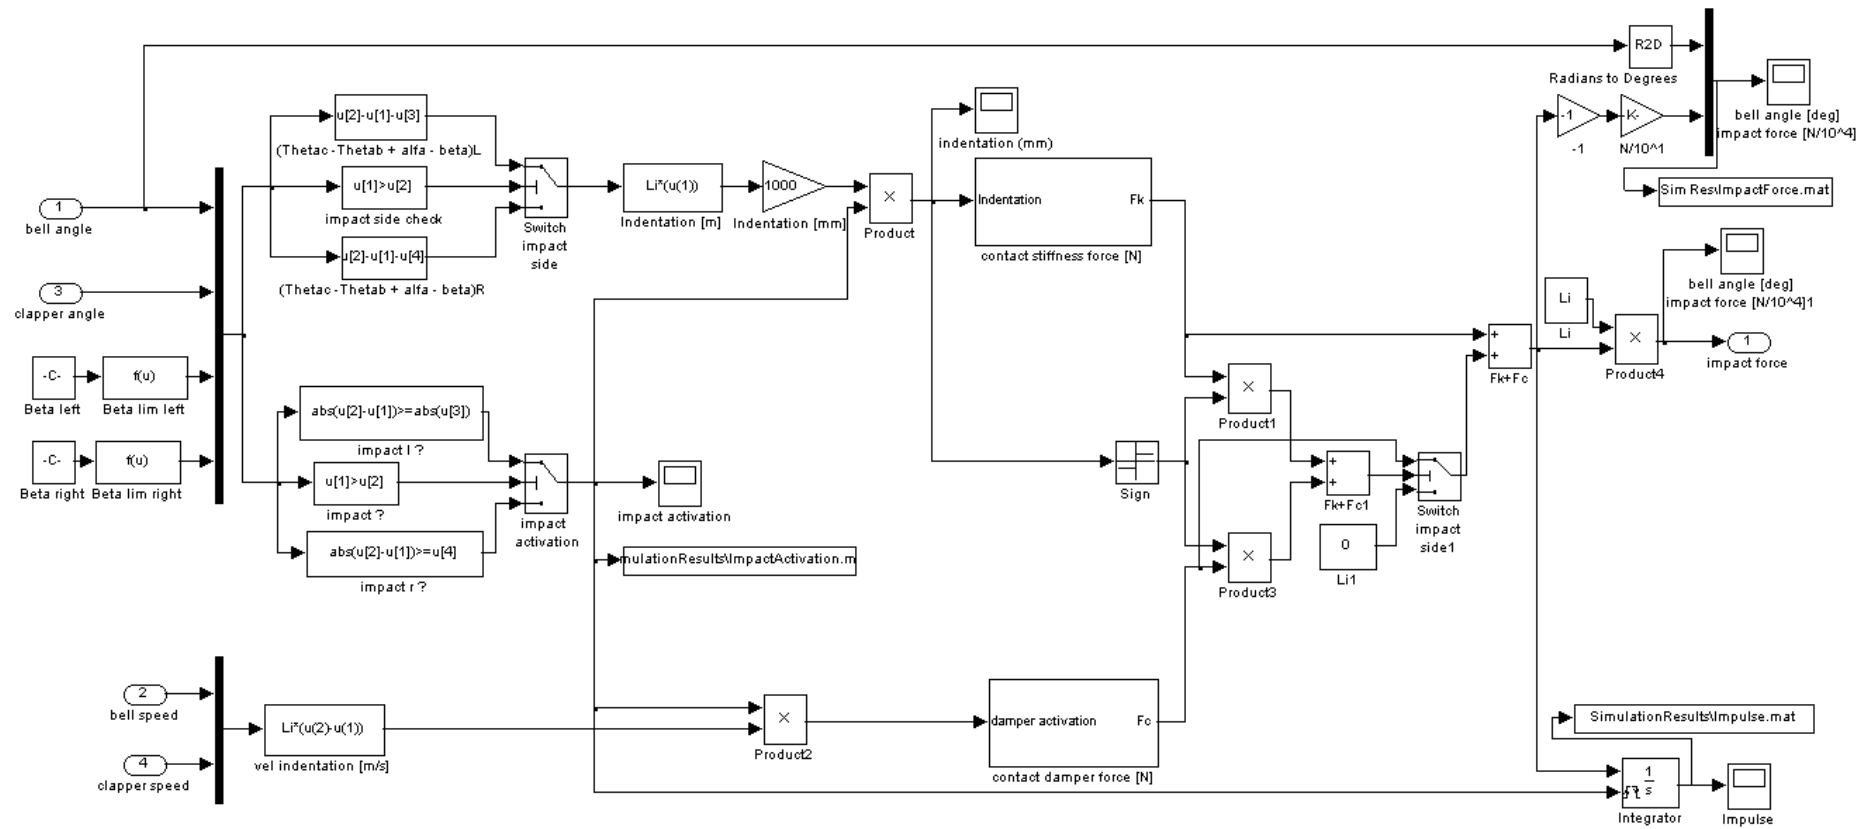 R2D
Radians to Degrees
bell angle [deg]
impact force [N/10^4]
-1
-1
-K-
N/10^1
Sim Res\ImpactForce.mat
u[2]-u[1]-u[3]
(Thetac -Thetab + alfa - beta)L
u[1]>u[2]
impact side check
u[2]-u[1]-u[4]
(Thetac -Thetab + alfa - beta)R
Switch
impact
side
Li*(u(1))
Indentation [m]
1000
Indentation [mm]
×
Product
indentation (mm)
Indentation
Fk
contact stiffness force [N]
1
bell angle
3
clapper angle
-C-
Beta left
f(u)
Beta lim left
-C-
Beta right
f(u)
Beta lim right
abs(u[2]-u[1])>=abs(u[3])
impact l ?
u[1]>u[2]
impact ?
abs(u[2]-u[1])>=u[4]
impact r ?
impact
activation
impact activation
mulationResults\ImpactActivation.m
Sign
×
Product1
×
Product3
+
+
Fk+Fc1
0
Li1
Switch
impact
side1
+
+
Fk+Fc
Li
Li
×
Product4
bell angle [deg]
impact force [N/10^4]1
1
impact force
2
bell speed
4
clapper speed
Li*(u(2)-u(1))
vel indentation [m/s]
×
Product2
damper activation
Fc
contact damper force [N]
SimulationResults\Impulse.mat
1
s
Integrator
Impulse